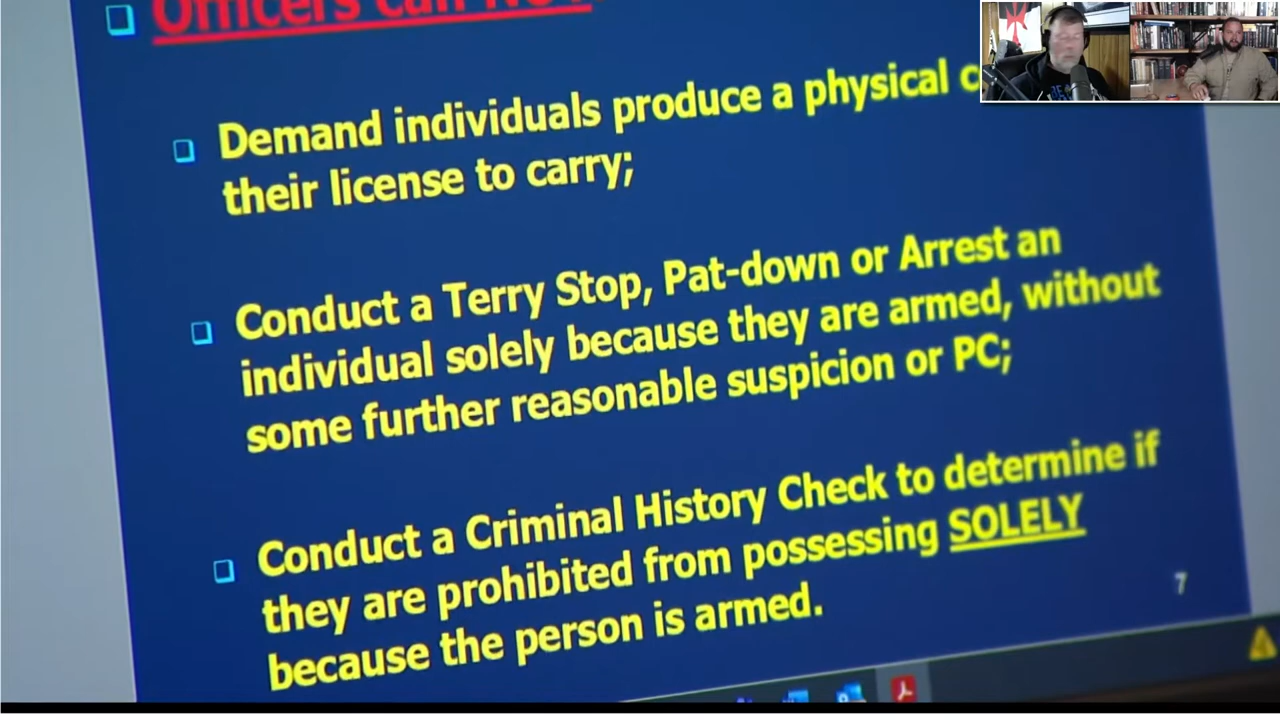 Officers can
Demand individuals produce a physical
their license to carry;
Conduct a Terry Stop, Pat-down or Arrest an
individual solely because they are armed, without
some further reasonable suspicion or PC;
Conduct a Criminal History Check to determine if
they are prohibited from possessing SOLELY
because the person is armed.
7